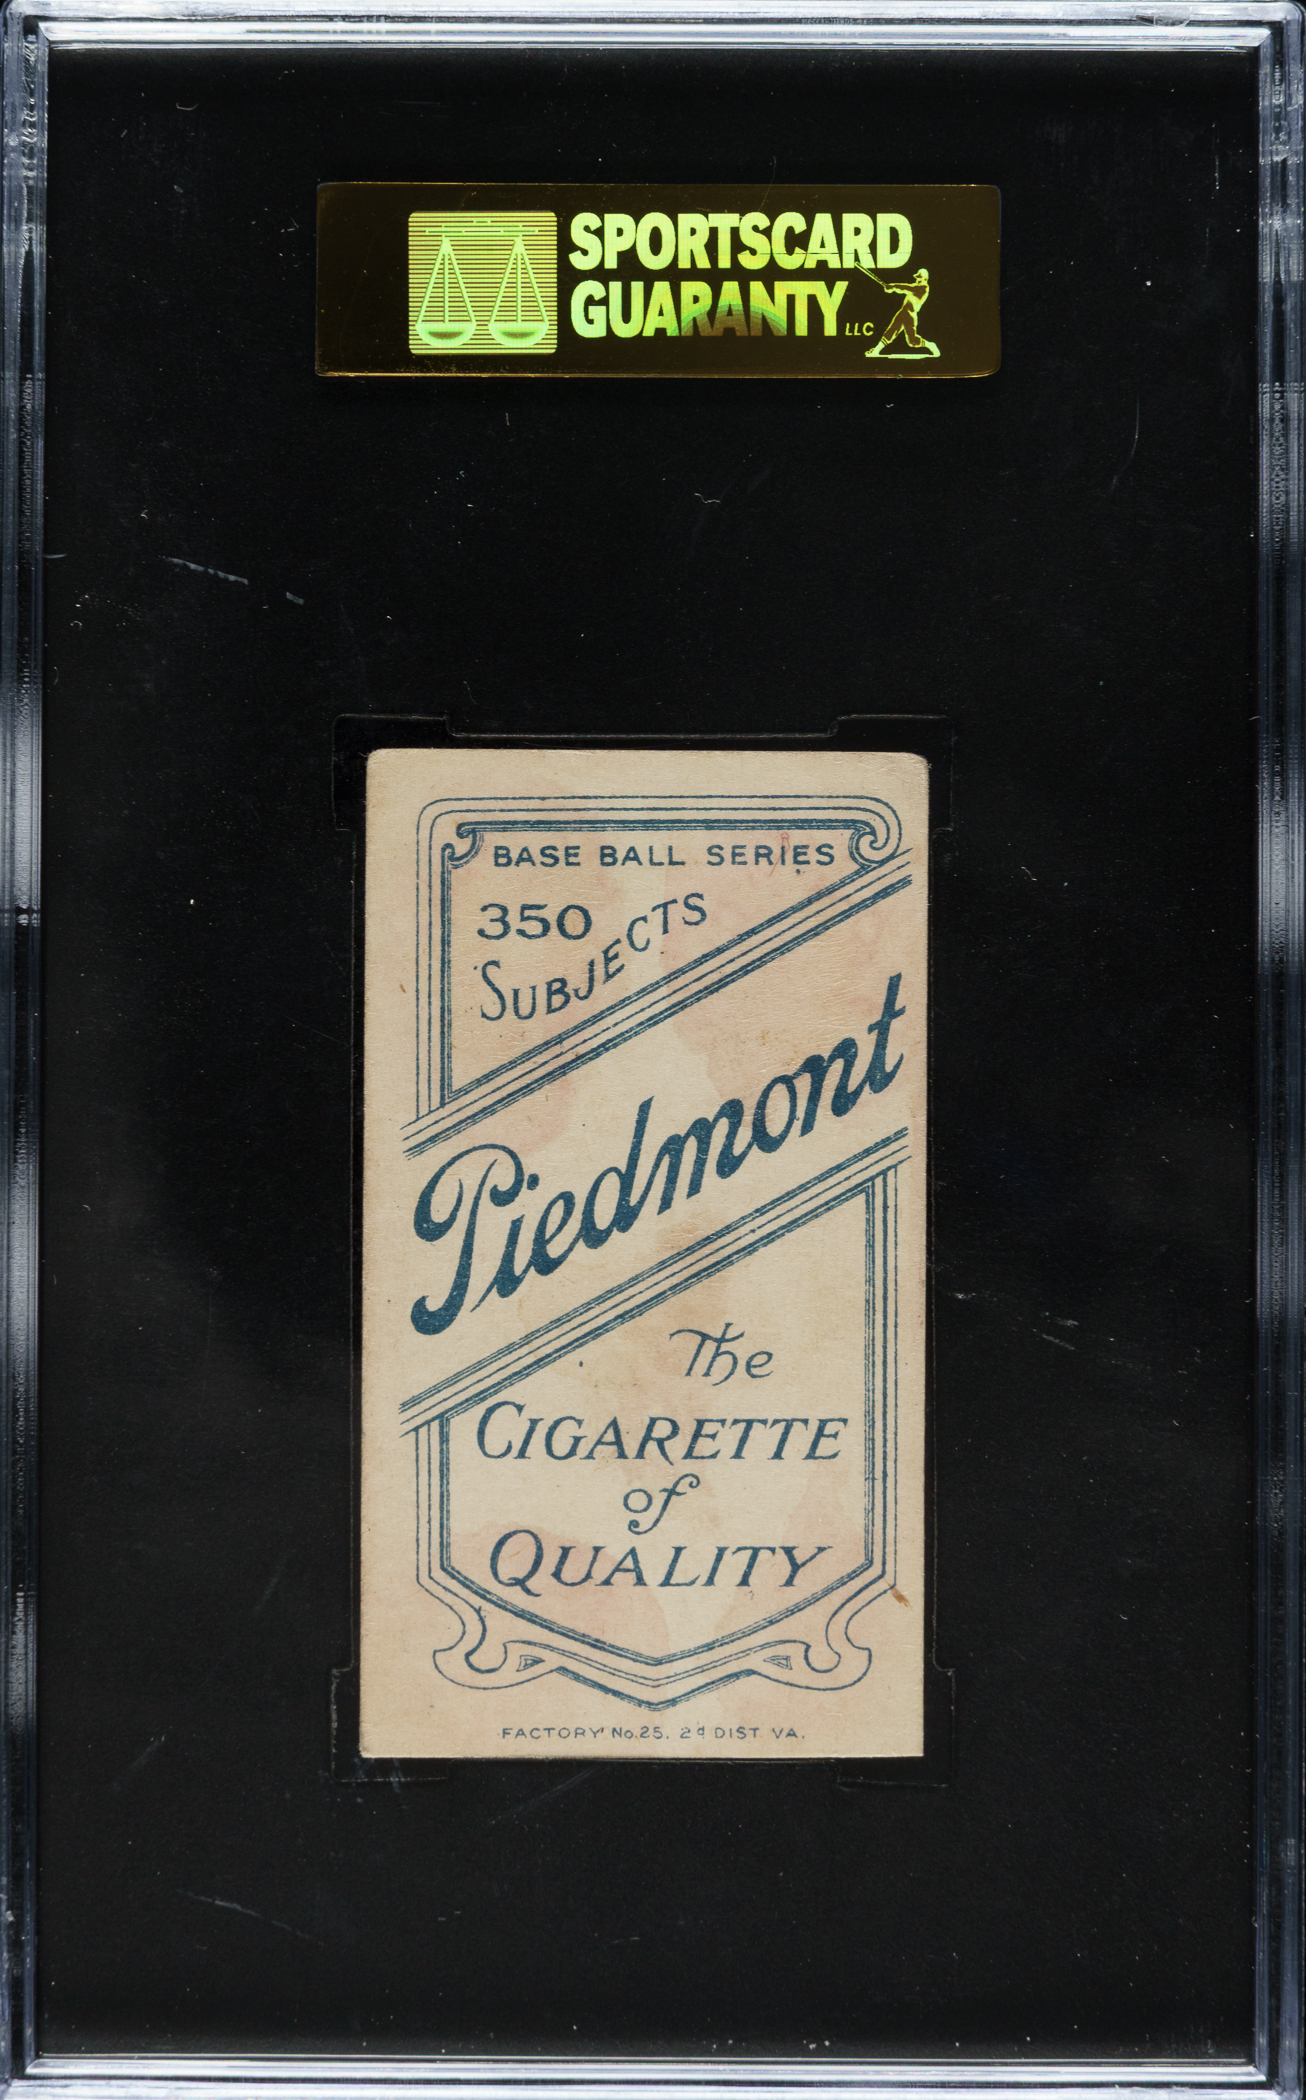 SPORTSCARD
GUARANTY LLC
BASE BALL SERIES
350
SUBJECTS
Piedmont
The
CIGARETTE
of
QUALITY
FACTORY No. 25, 2d DIST. VA.